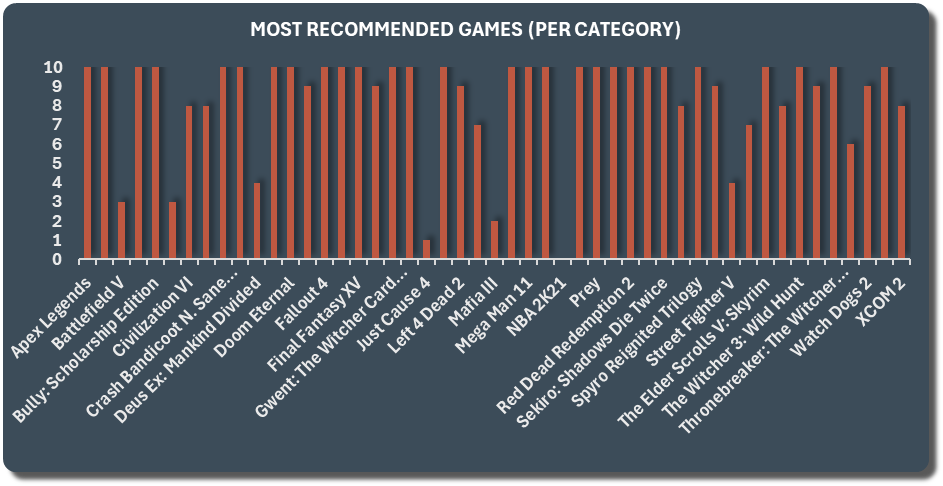 MOST RECOMMENDED GAMES (PER CATEGORY)
10
9
8
7
6
5
4
3
2
1
0
Apex Legends
Battlefield V
Bully: Scholarship Edition
Civilization VI
Crash Bandicoot N. Sane...
Deus Ex: Mankind Divided
Doom Eternal
Fallout 4
Final Fantasy XV
Gwent: The Witcher Card...
Just Cause 4
Left 4 Dead 2
Mafia III
Mega Man 11
NBA 2K21
Prey
Red Dead Redemption 2
Sekiro: Shadows Die Twice
Spyro Reignited Trilogy
Street Fighter V
The Elder Scrolls V: Skyrim
The Witcher 3: Wild Hunt
Thronebreaker: The Witcher...
Watch Dogs 2
XCOM 2